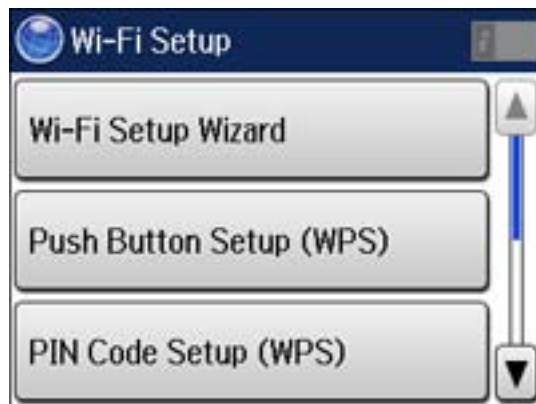 Wi-Fi Setup
Wi-Fi Setup Wizard
Push Button Setup (WPS)
PIN Code Setup (WPS)